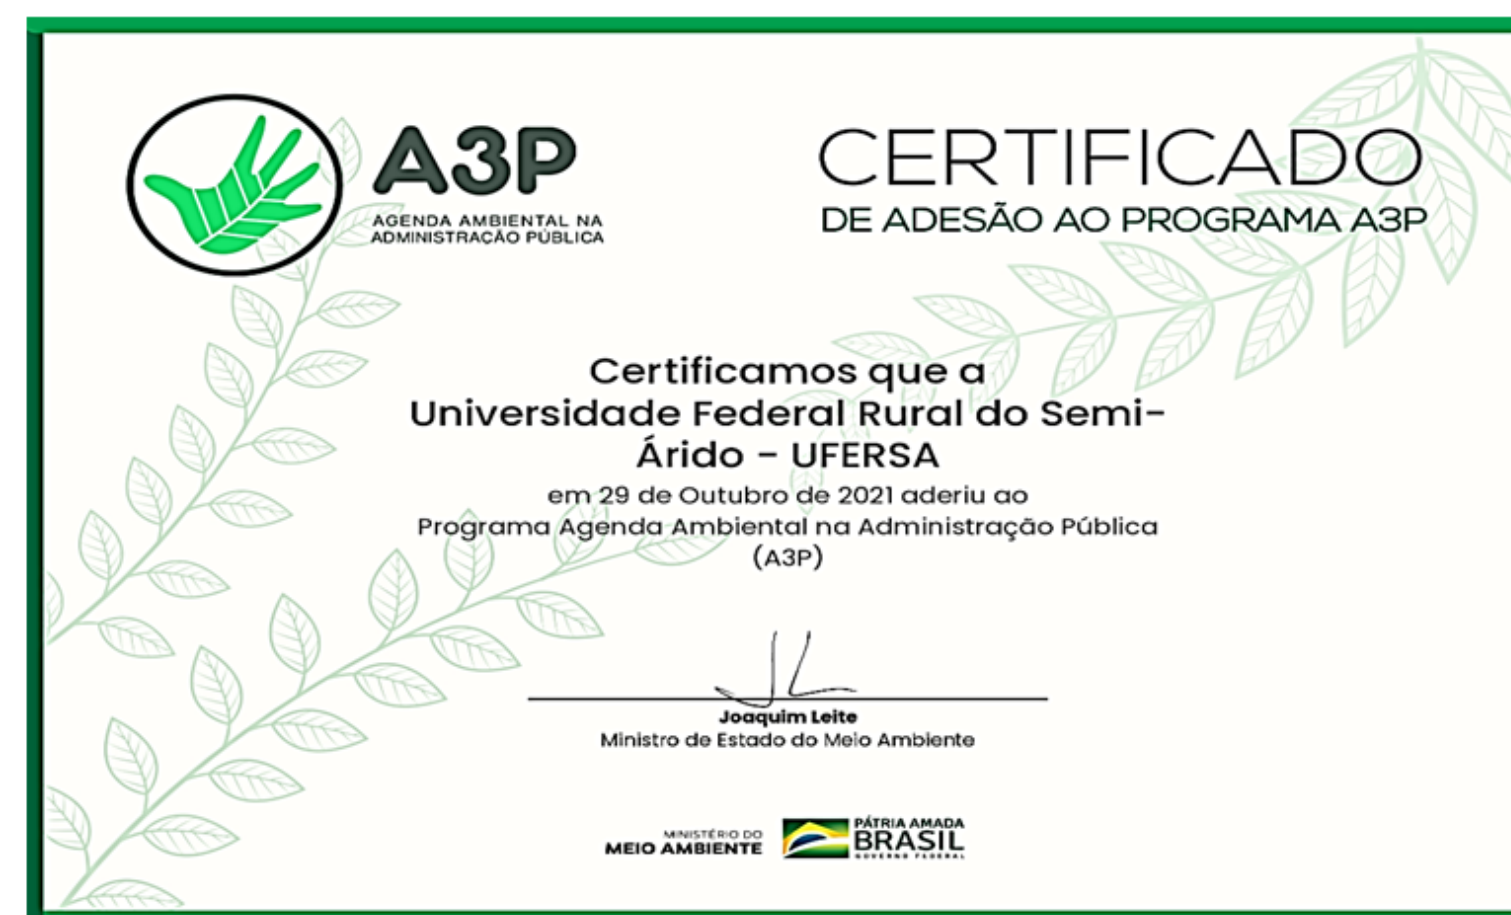 A3P
AGENDA AMBIENTAL NA
ADMINISTRAÇÃO PÚBLICA
CERTIFICADO
DE ADESÃO AO PROGRAMA A3P
Certificamos que a
Universidade Federal Rural do Semi-
Árido - UFERSA
em 29 de Outubro de 2021 aderiu ao
Programa Agenda Ambiental na Administração Pública
(A3P)
Joaquim Leite
Ministro de Estado do Meio Ambiente
MINISTÉRIO DO
MEIO AMBIENTE
PÁTRIA AMADA
BRASIL
GOVERNO FEDERAL